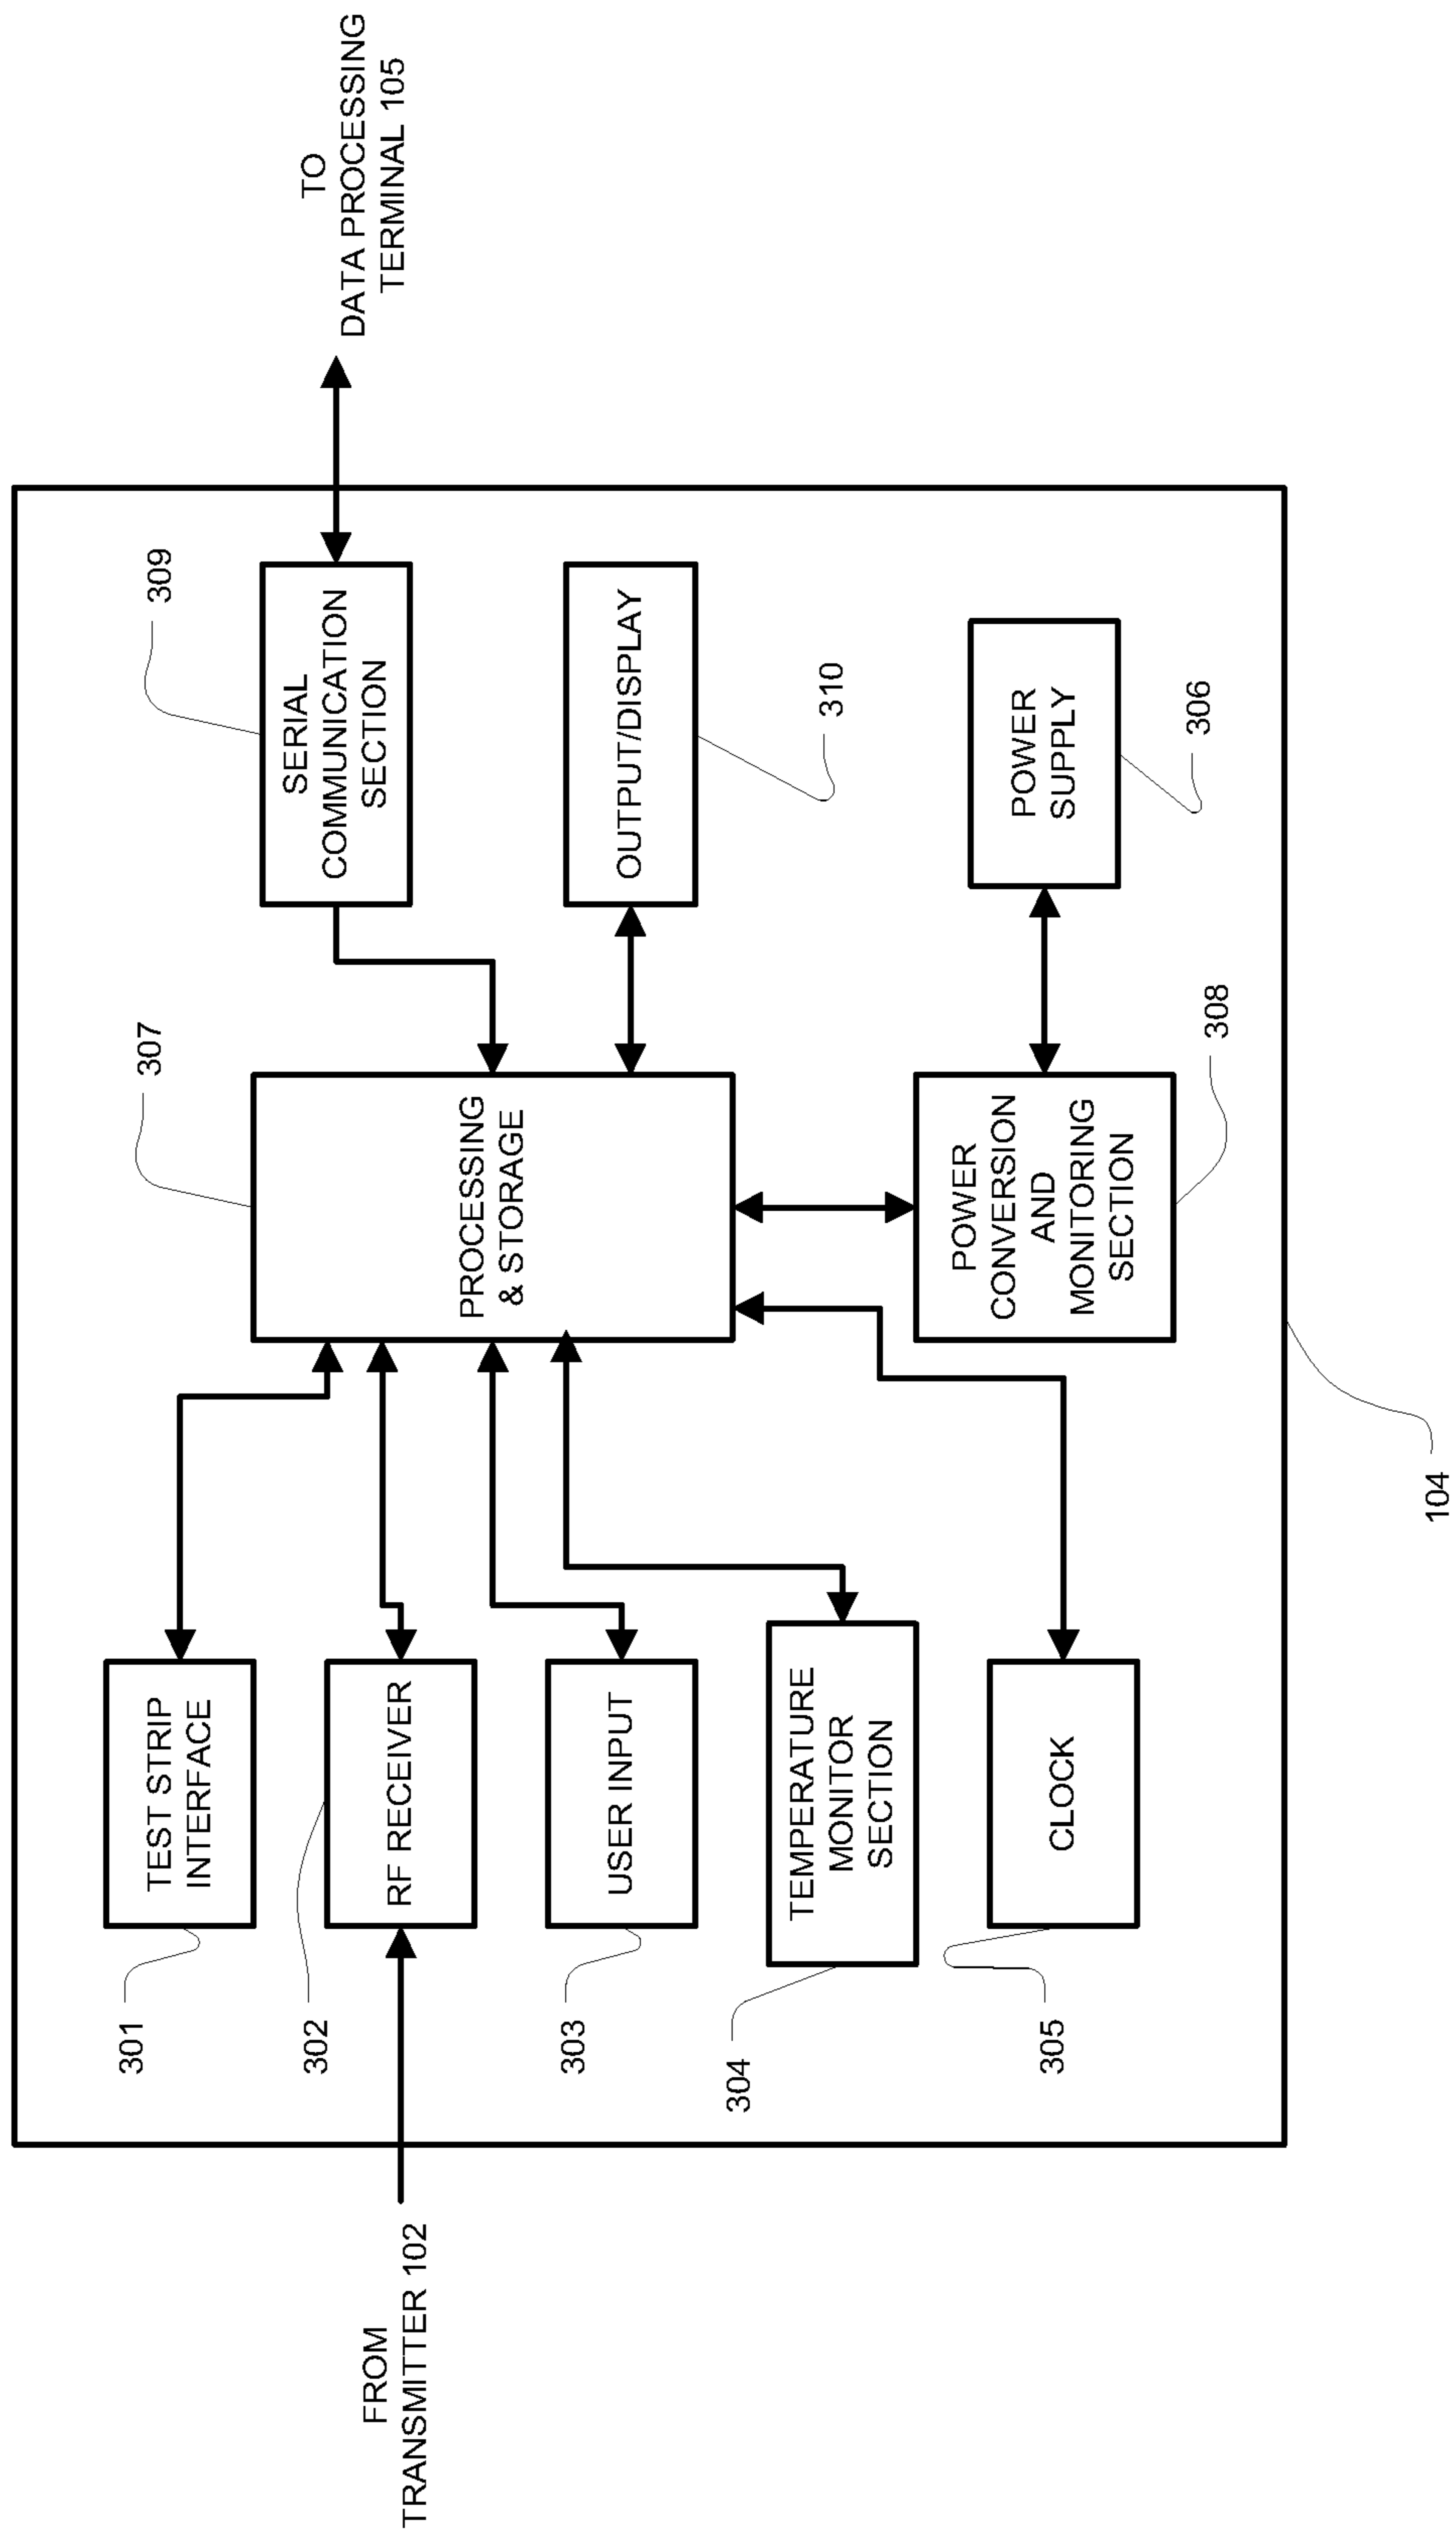 FROM
TRANSMITTER 102
301
TEST STRIP
INTERFACE
302
RF RECEIVER
303
USER INPUT
304
TEMPERATURE
MONITOR
SECTION
305
CLOCK
307
PROCESSING
& STORAGE
308
POWER
CONVERSION
AND
MONITORING
SECTION
309
SERIAL
COMMUNICATION
SECTION
310
OUTPUT/DISPLAY
306
POWER
SUPPLY
TO
DATA PROCESSING
TERMINAL 105
104